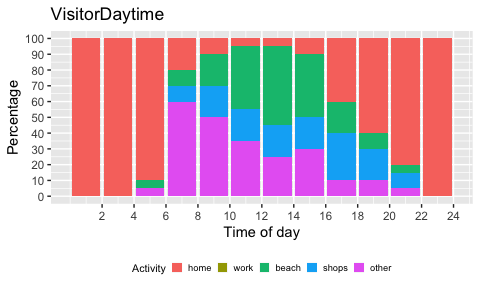 VisitorDaytime
Percentage
100
90
80
70
60
50
40
30
20
10
0
2 4 6 8 10 12 14 16 18 20 22 24
Time of day
Activity home work beach shops other